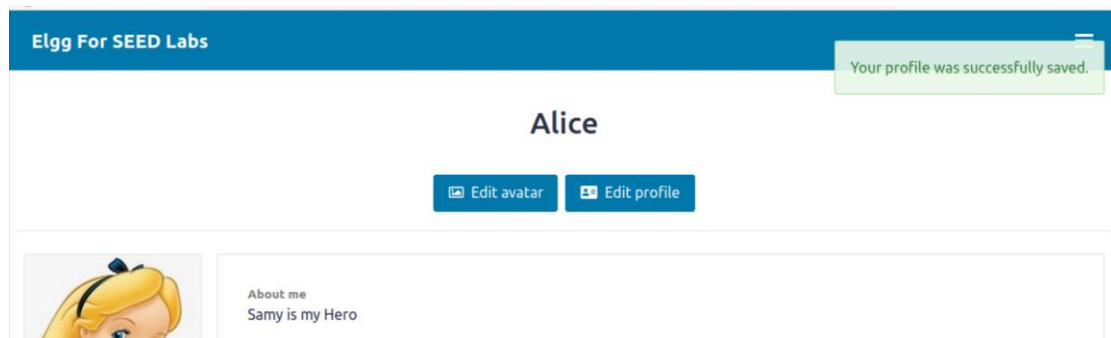 Elgg For SEED Labs
Your profile was successfully saved.
Alice
Edit avatar
Edit profile
About me
Samy is my Hero